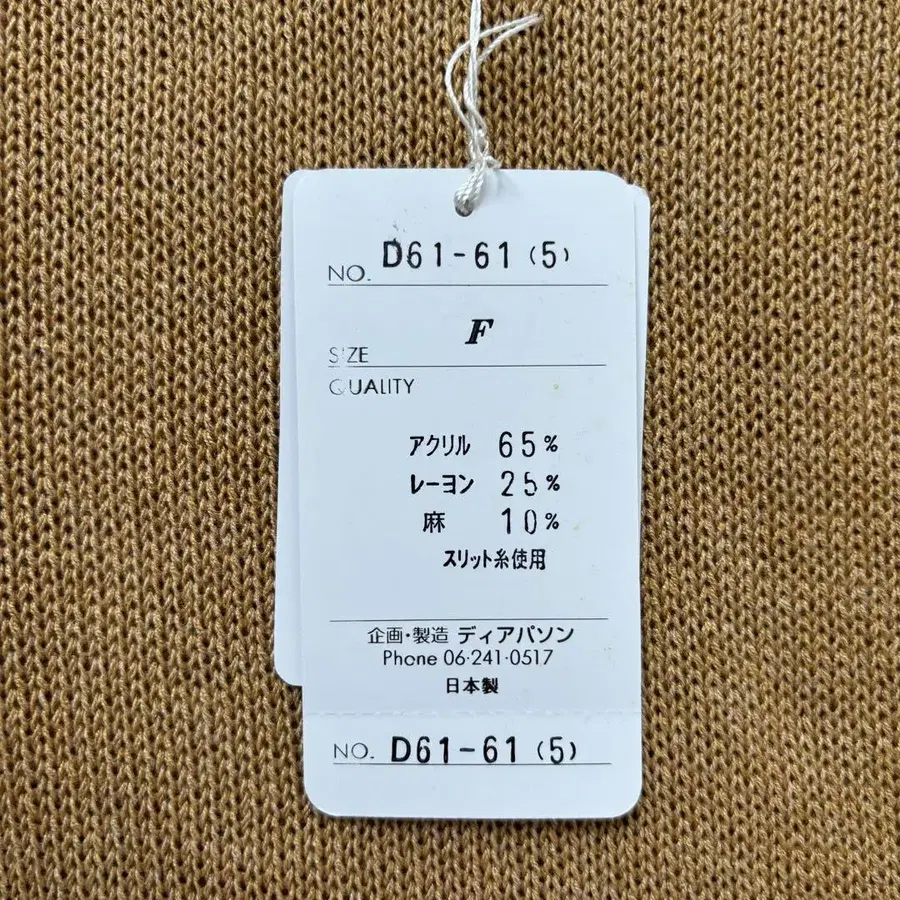 NO. D61-61 (5)
SIZE F
QUALITY
アクリル 65%
レーヨン 25%
麻 10%
スリット糸使用
企画・製造 ディアパソン
Phone 06・241・0517
日本製
NO. D61-61 (5)